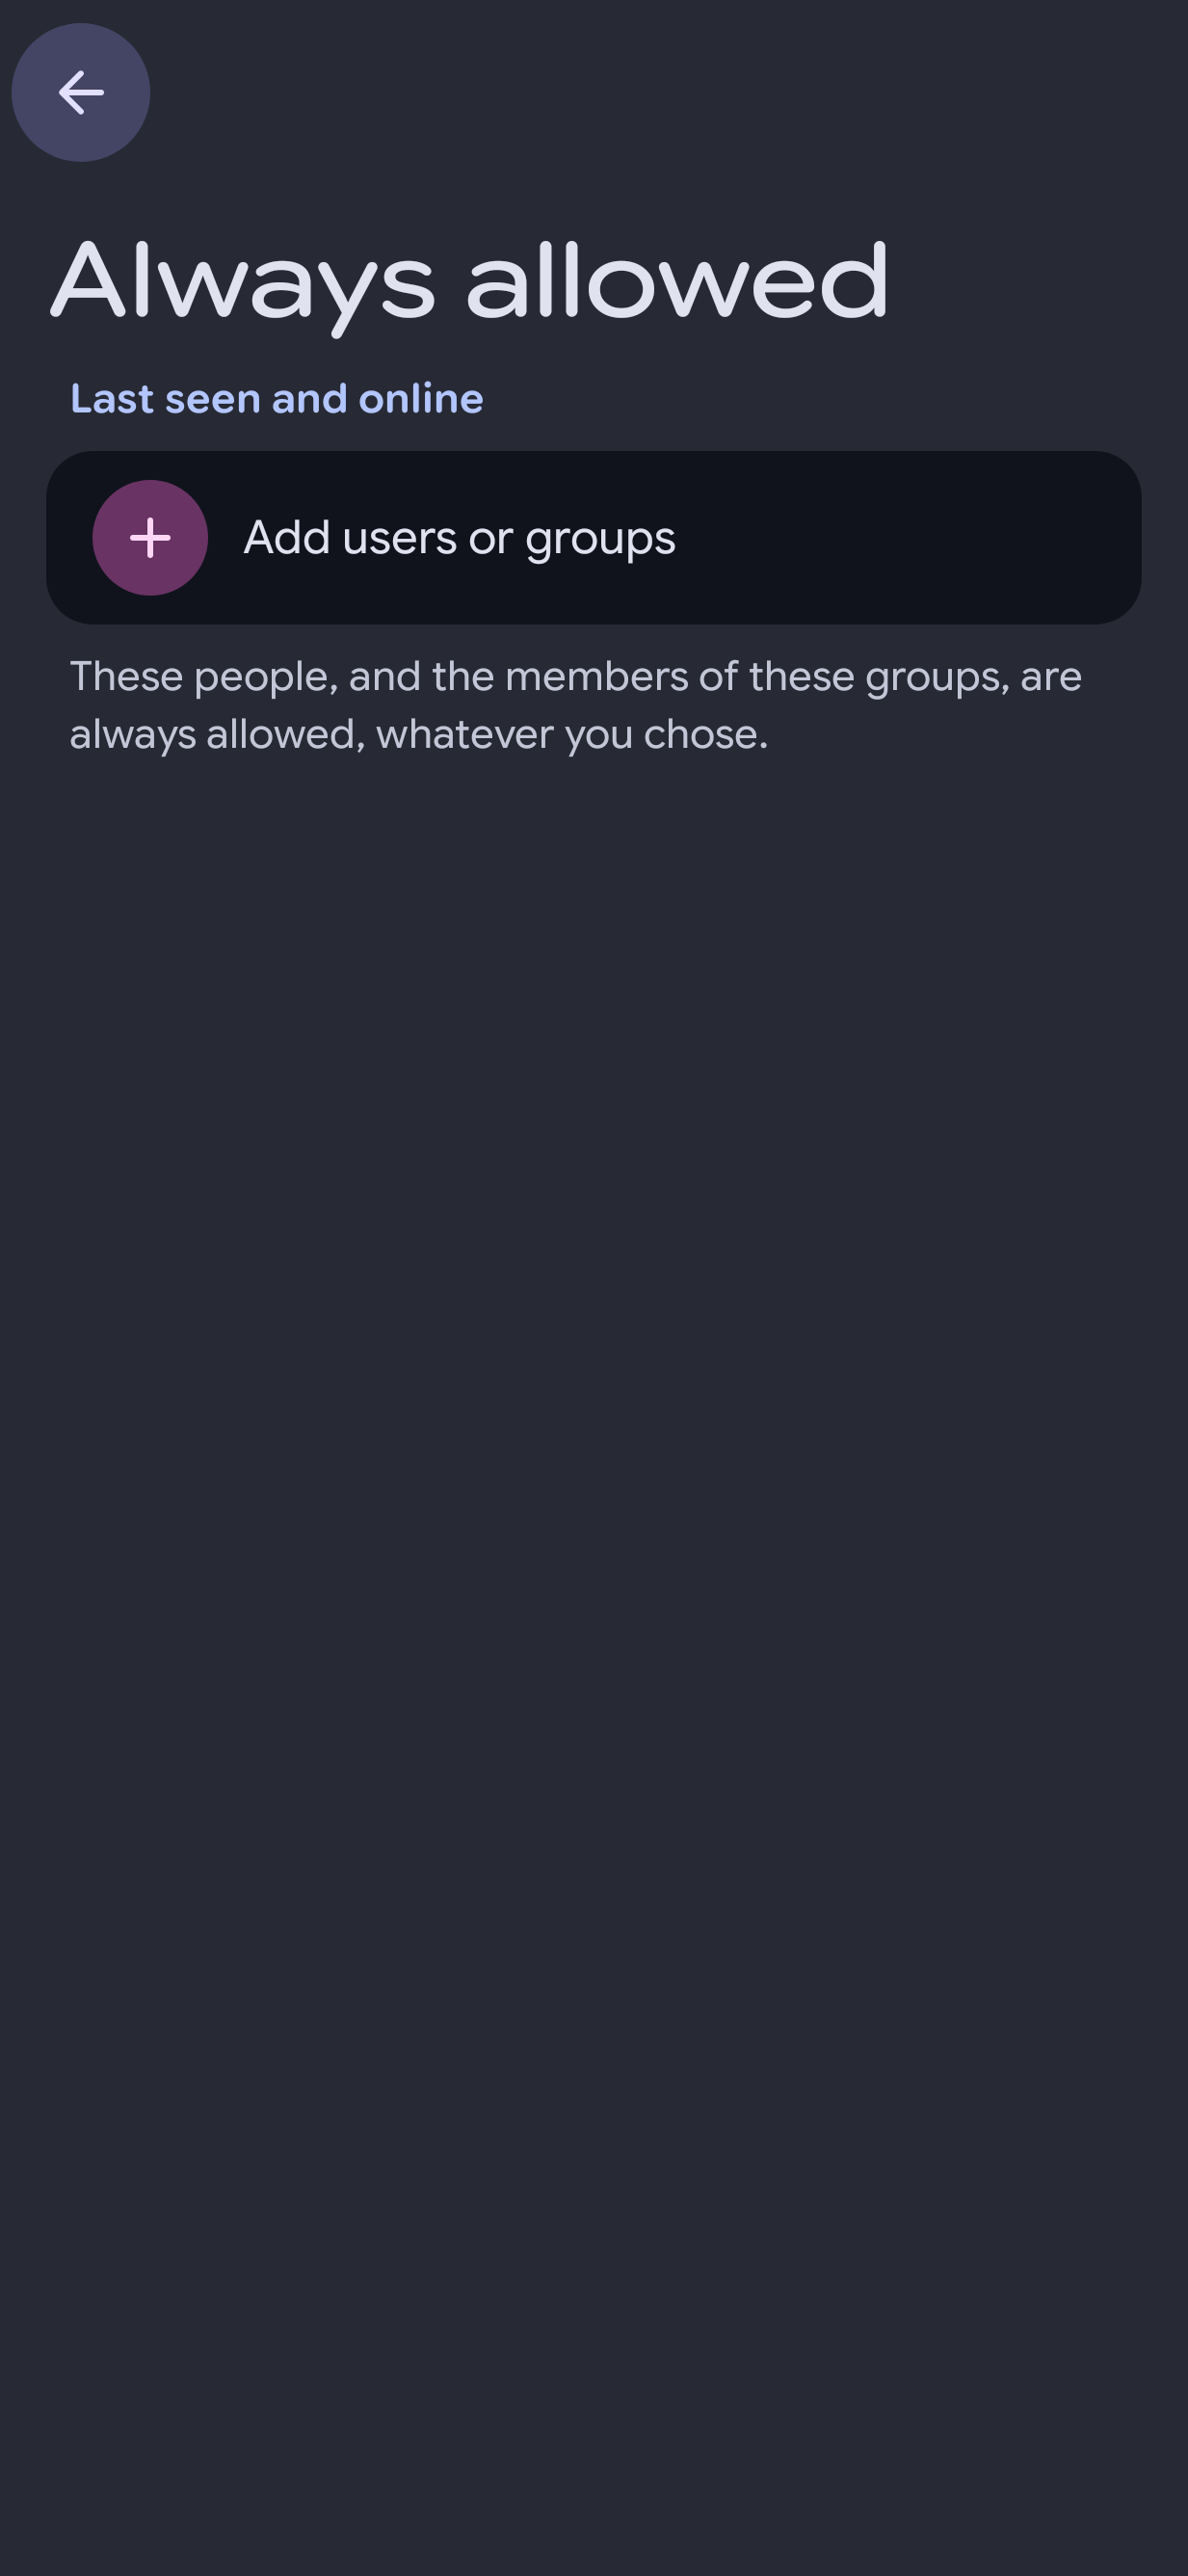 Always allowed
Last seen and online
Add users or groups
These people, and the members of these groups, are
always allowed, whatever you chose.